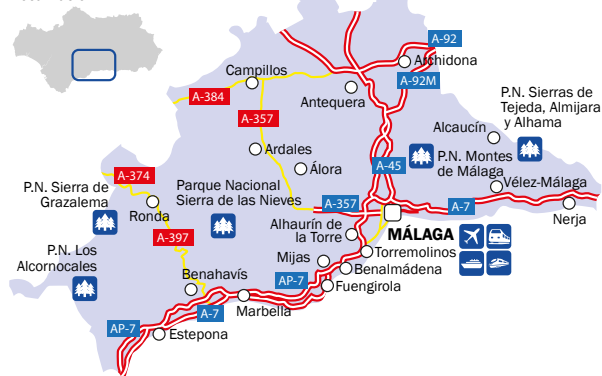 A-92
Archidona
Campillos
A-92M
A-384
Antequera
P.N. Sierras de
Tejeda, Almijara
y Alhama
A-357
Alcaucín
Ardales
Álora
A-45
P.N. Montes
de Málaga
A-374
P.N. Sierra de
Grazalema
Parque Nacional
Sierra de las Nieves
Vélez-Málaga
A-357
A-7
Ronda
Nerja
Alhaurín de
la Torre
MÁLAGA
A-397
P.N. Los
Alcornocales
Mijas
Torremolinos
Benahavís
Benalmádena
AP-7
Fuengirola
A-7
Marbella
AP-7
Estepona